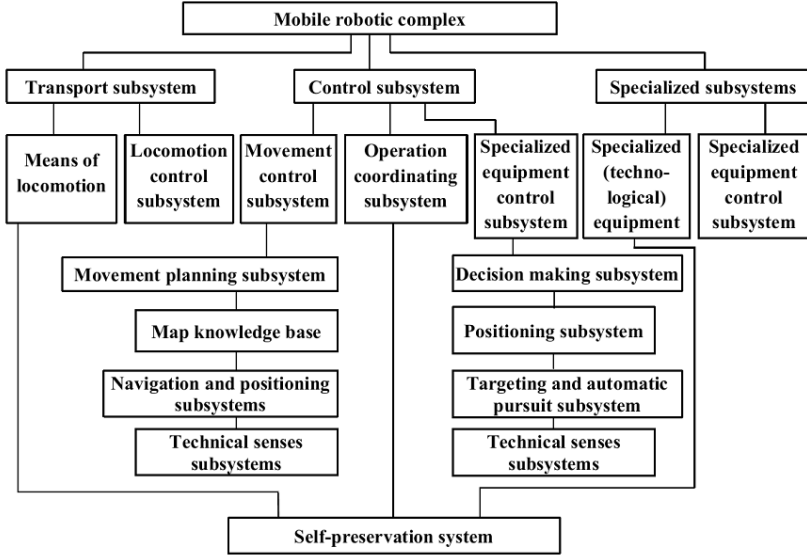 Mobile robotic complex
Transport subsystem
Control subsystem
Specialized subsystems
Means of
locomotion
Locomotion
control
subsystem
Movement
control
subsystem
Operation
coordinating
subsystem
Specialized
equipment
control
subsystem
Specialized
(techno-
logical)
equipment
Specialized
equipment
control
subsystem
Movement planning subsystem
Decision making subsystem
Map knowledge base
Positioning subsystem
Navigation and positioning
subsystems
Targeting and automatic
pursuit subsystem
Technical senses
subsystems
Technical senses
subsystems
Self-preservation system